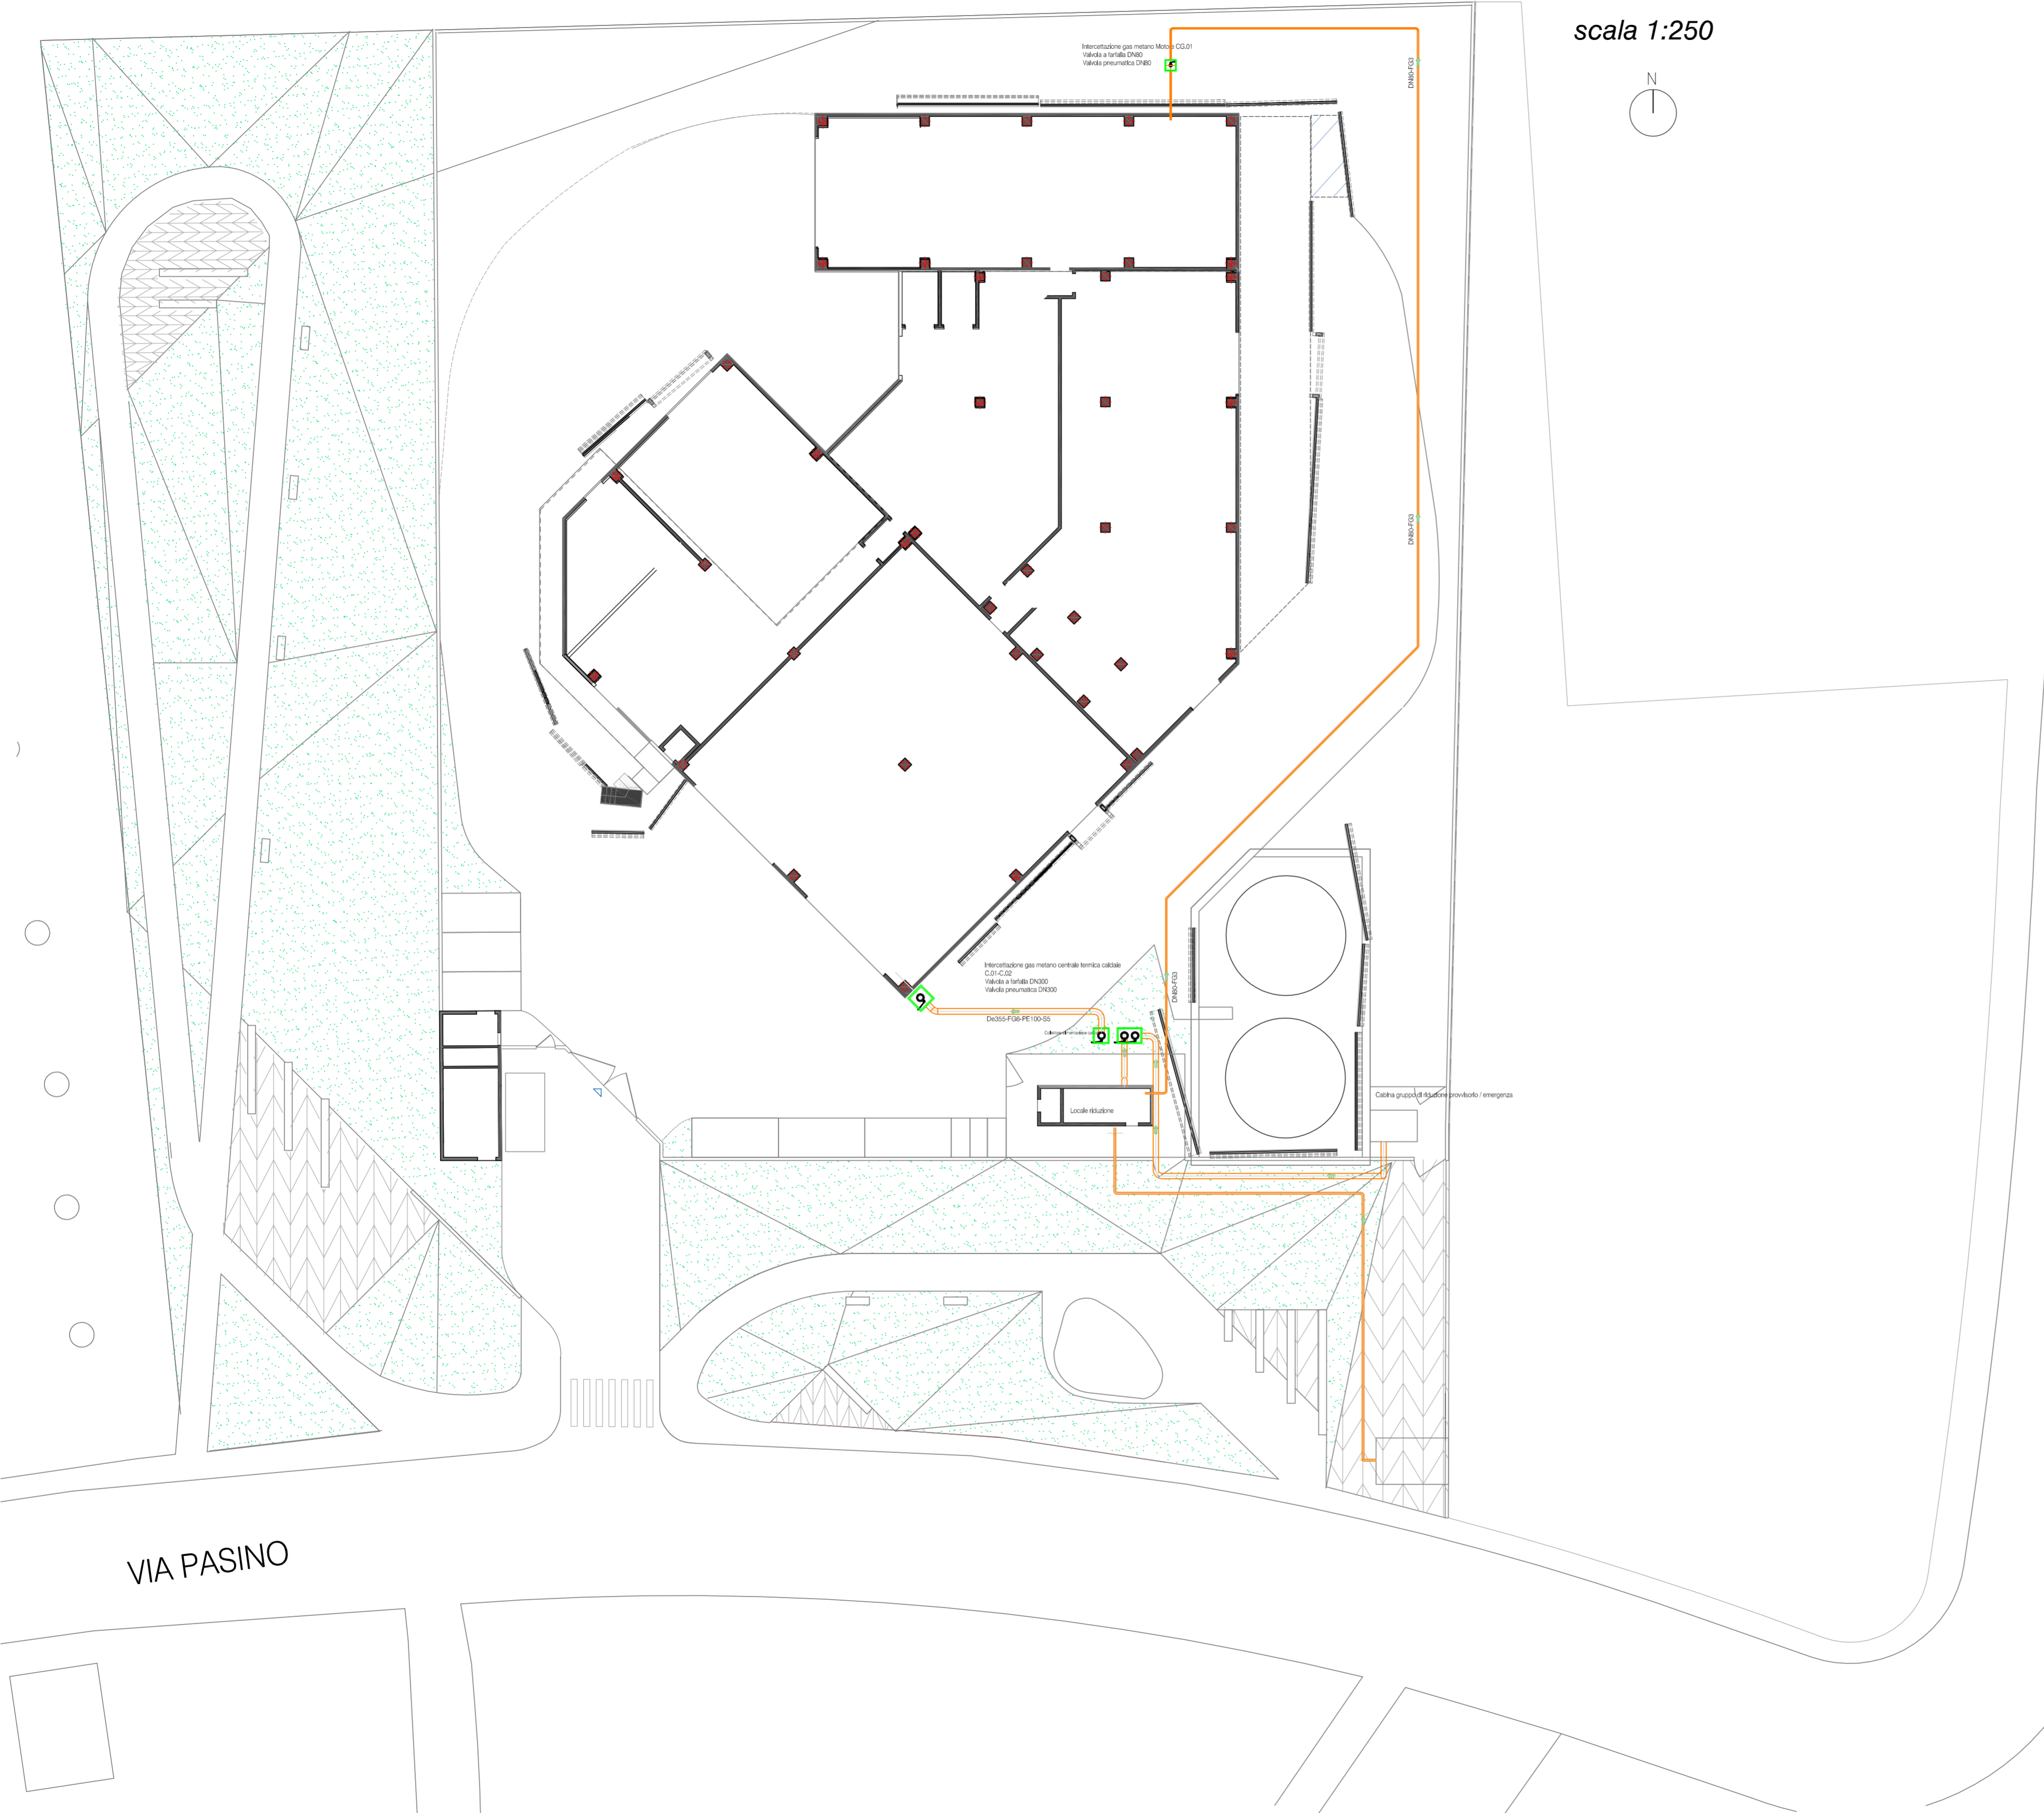 scala 1:250
N
Intercettazione gas metano Motore CG.01
Valvola a farfalla DN80
Valvola pneumatica DN80
DN80-FG3
DN80-FG3
Intercettazione gas metano centrale termica caldaie
C.01-C.02
Valvola a farfalla DN300
Valvola pneumatica DN300
DN80-FG3
De355-FG6-PE100-S5
Locale riduzione
Cabina gruppo di riduzione provvisorio / emergenza
VIA PASINO